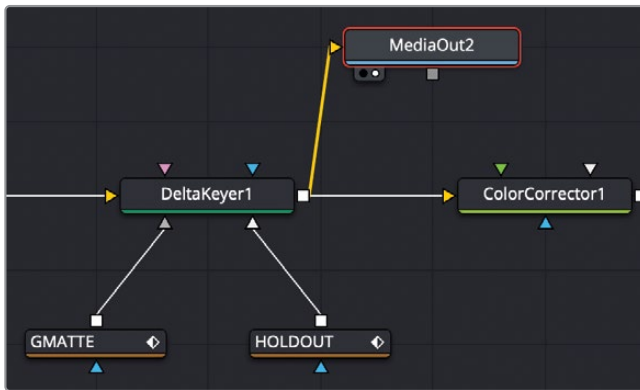 MediaOut2
DeltaKeyer1
ColorCorrector1
GMATTE
HOLDOUT